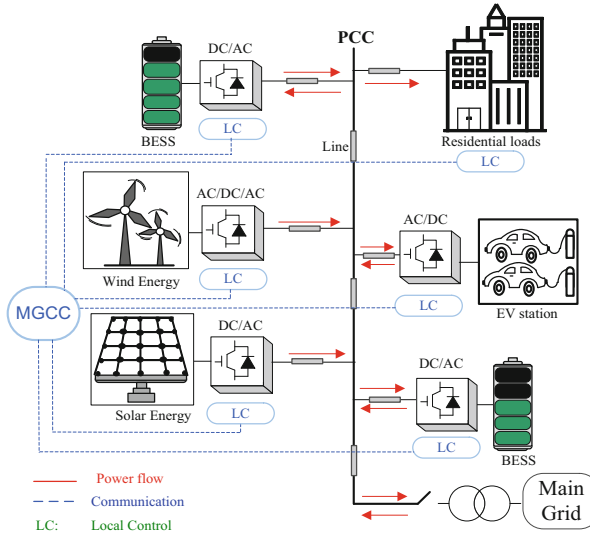 PCC
DC/AC
BESS
LC
Residential loads
LC
Line
AC/DC/AC
Wind Energy
LC
AC/DC
EV station
LC
MGCC
DC/AC
Solar Energy
LC
DC/AC
BESS
LC
Main
Grid
Power flow
Communication
LC: Local Control